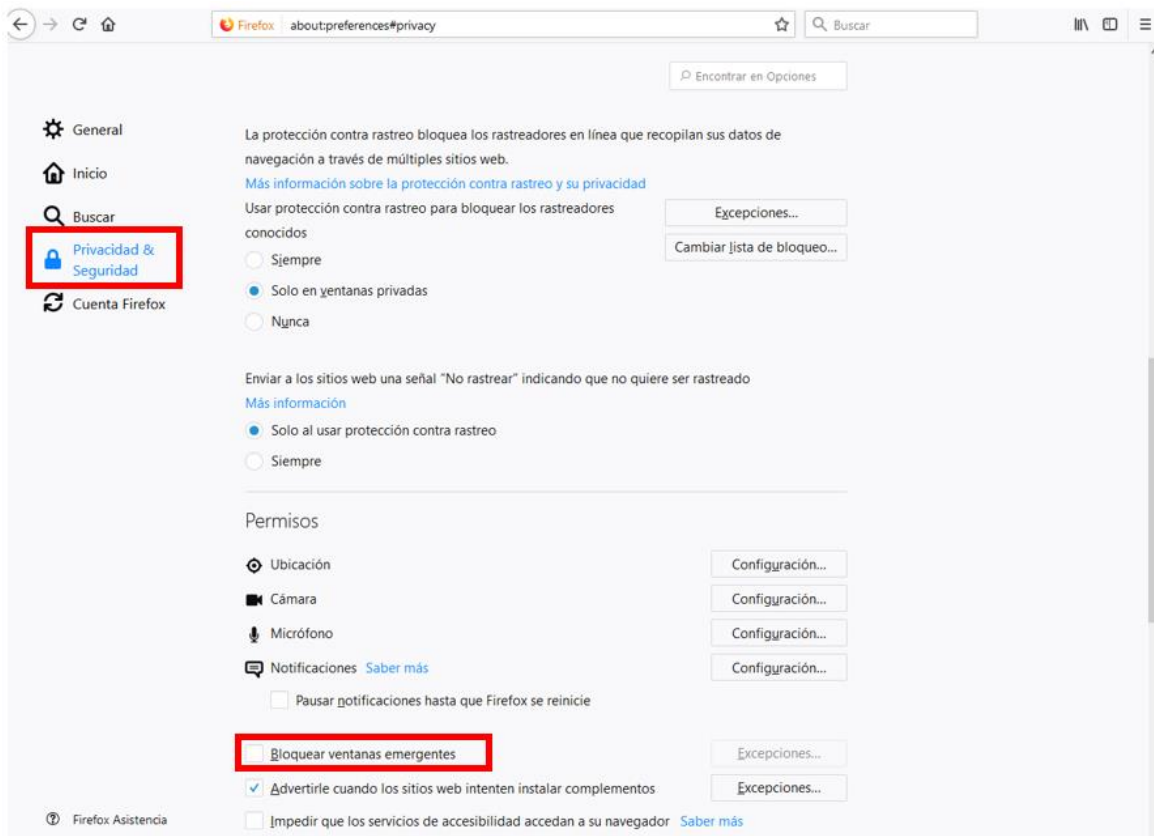 Firefox about:preferences#privacy Buscar
Encontrar en Opciones
General
Inicio
Buscar
Privacidad &
Seguridad
Cuenta Firefox
La protección contra rastreo bloquea los rastreadores en línea que recopilan sus datos de
navegación a través de múltiples sitios web.
Más información sobre la protección contra rastreo y su privacidad
Usar protección contra rastreo para bloquear los rastreadores
conocidos
Excepciones...
Cambiar lista de bloqueo...
Siempre
Solo en ventanas privadas
Nunca
Enviar a los sitios web una señal "No rastrear" indicando que no quiere ser rastreado
Más información
Solo al usar protección contra rastreo
Siempre
Permisos
Ubicación Configuración...
Cámara Configuración...
Micrófono Configuración...
Notificaciones Saber más Configuración...
Pausar notificaciones hasta que Firefox se reinicie
Bloquear ventanas emergentes Excepciones...
Advertirle cuando los sitios web intenten instalar complementos Excepciones...
Impedir que los servicios de accesibilidad accedan a su navegador Saber más
Firefox Asistencia